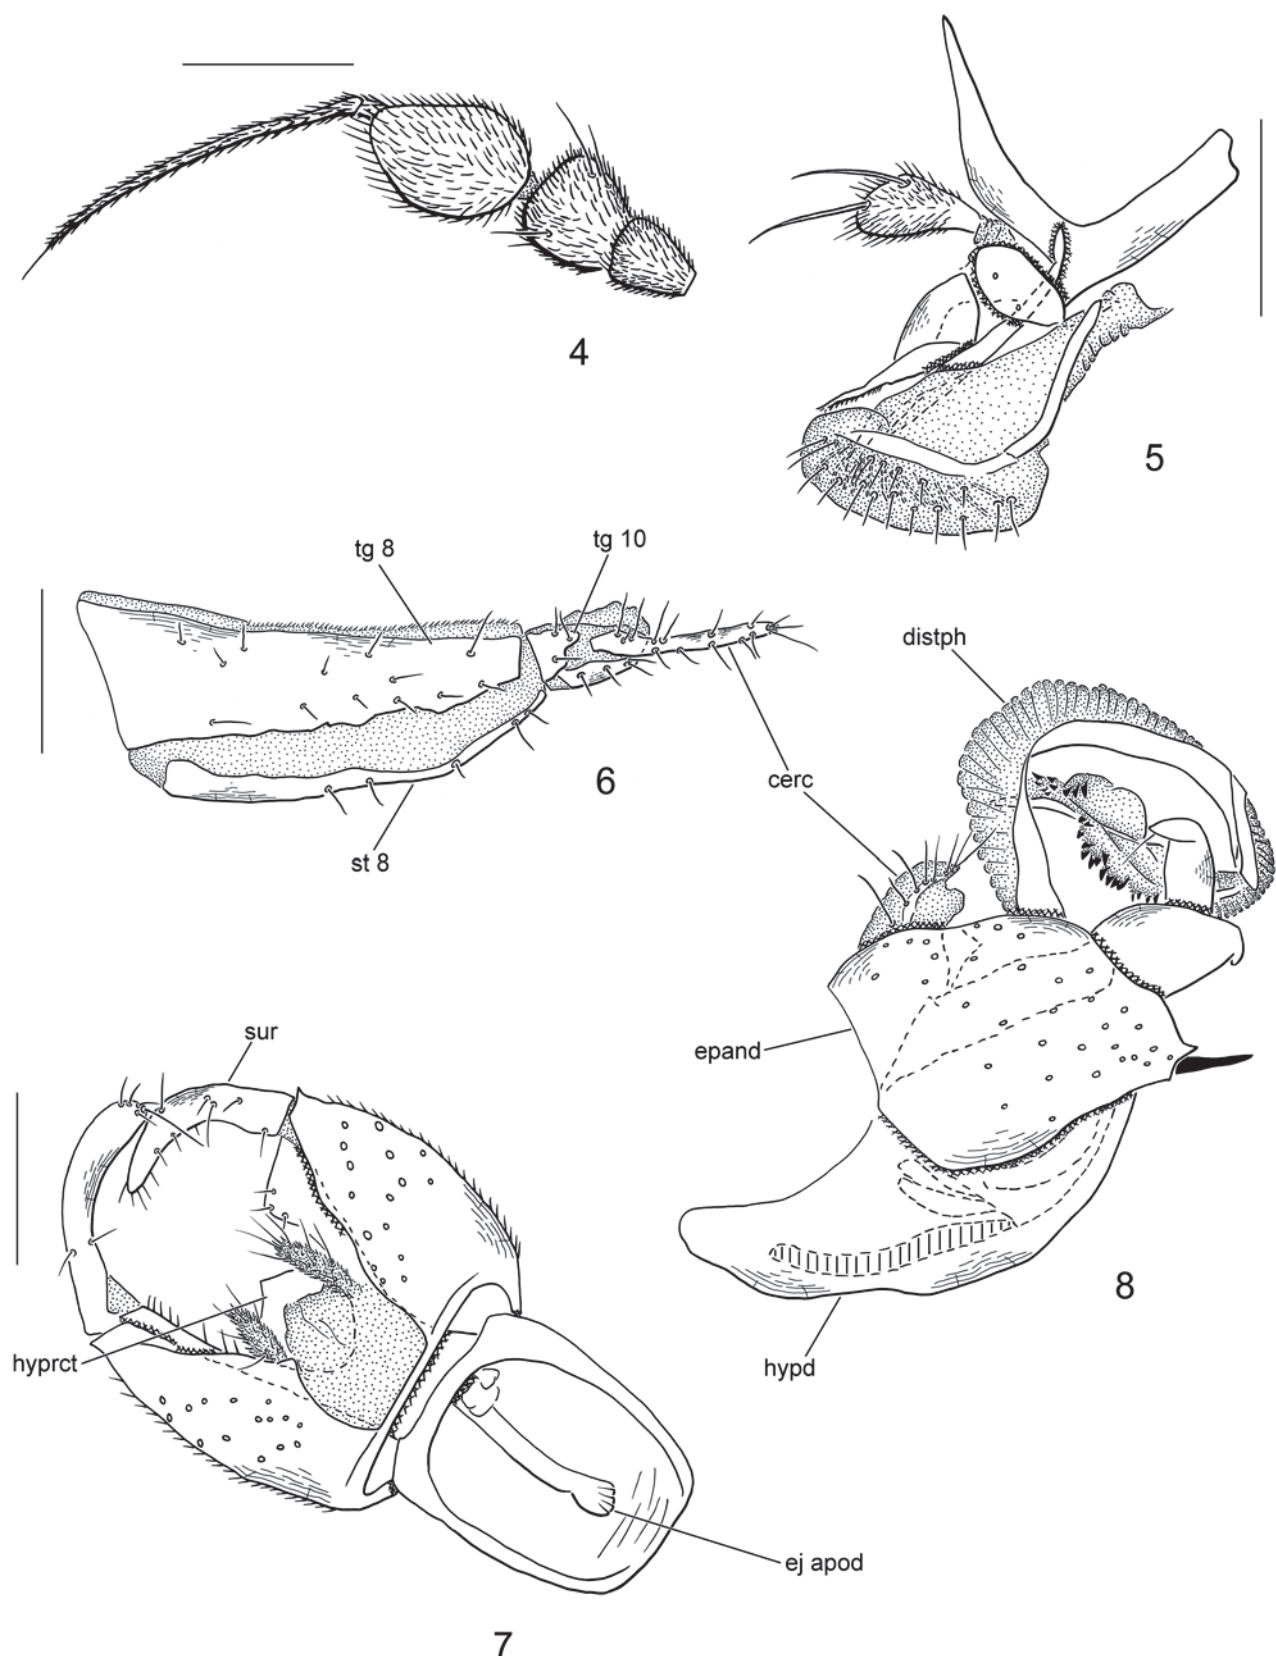 4
5
tg 8
tg 10
distph
6
cerc
st 8
epand
sur
8
hyprct
hypd
ej apod
7